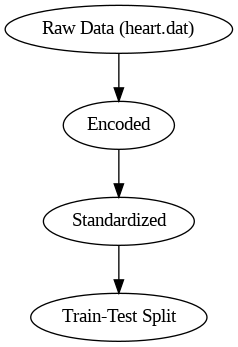 Raw Data (heart.dat)
Encoded
Standardized
Train-Test Split